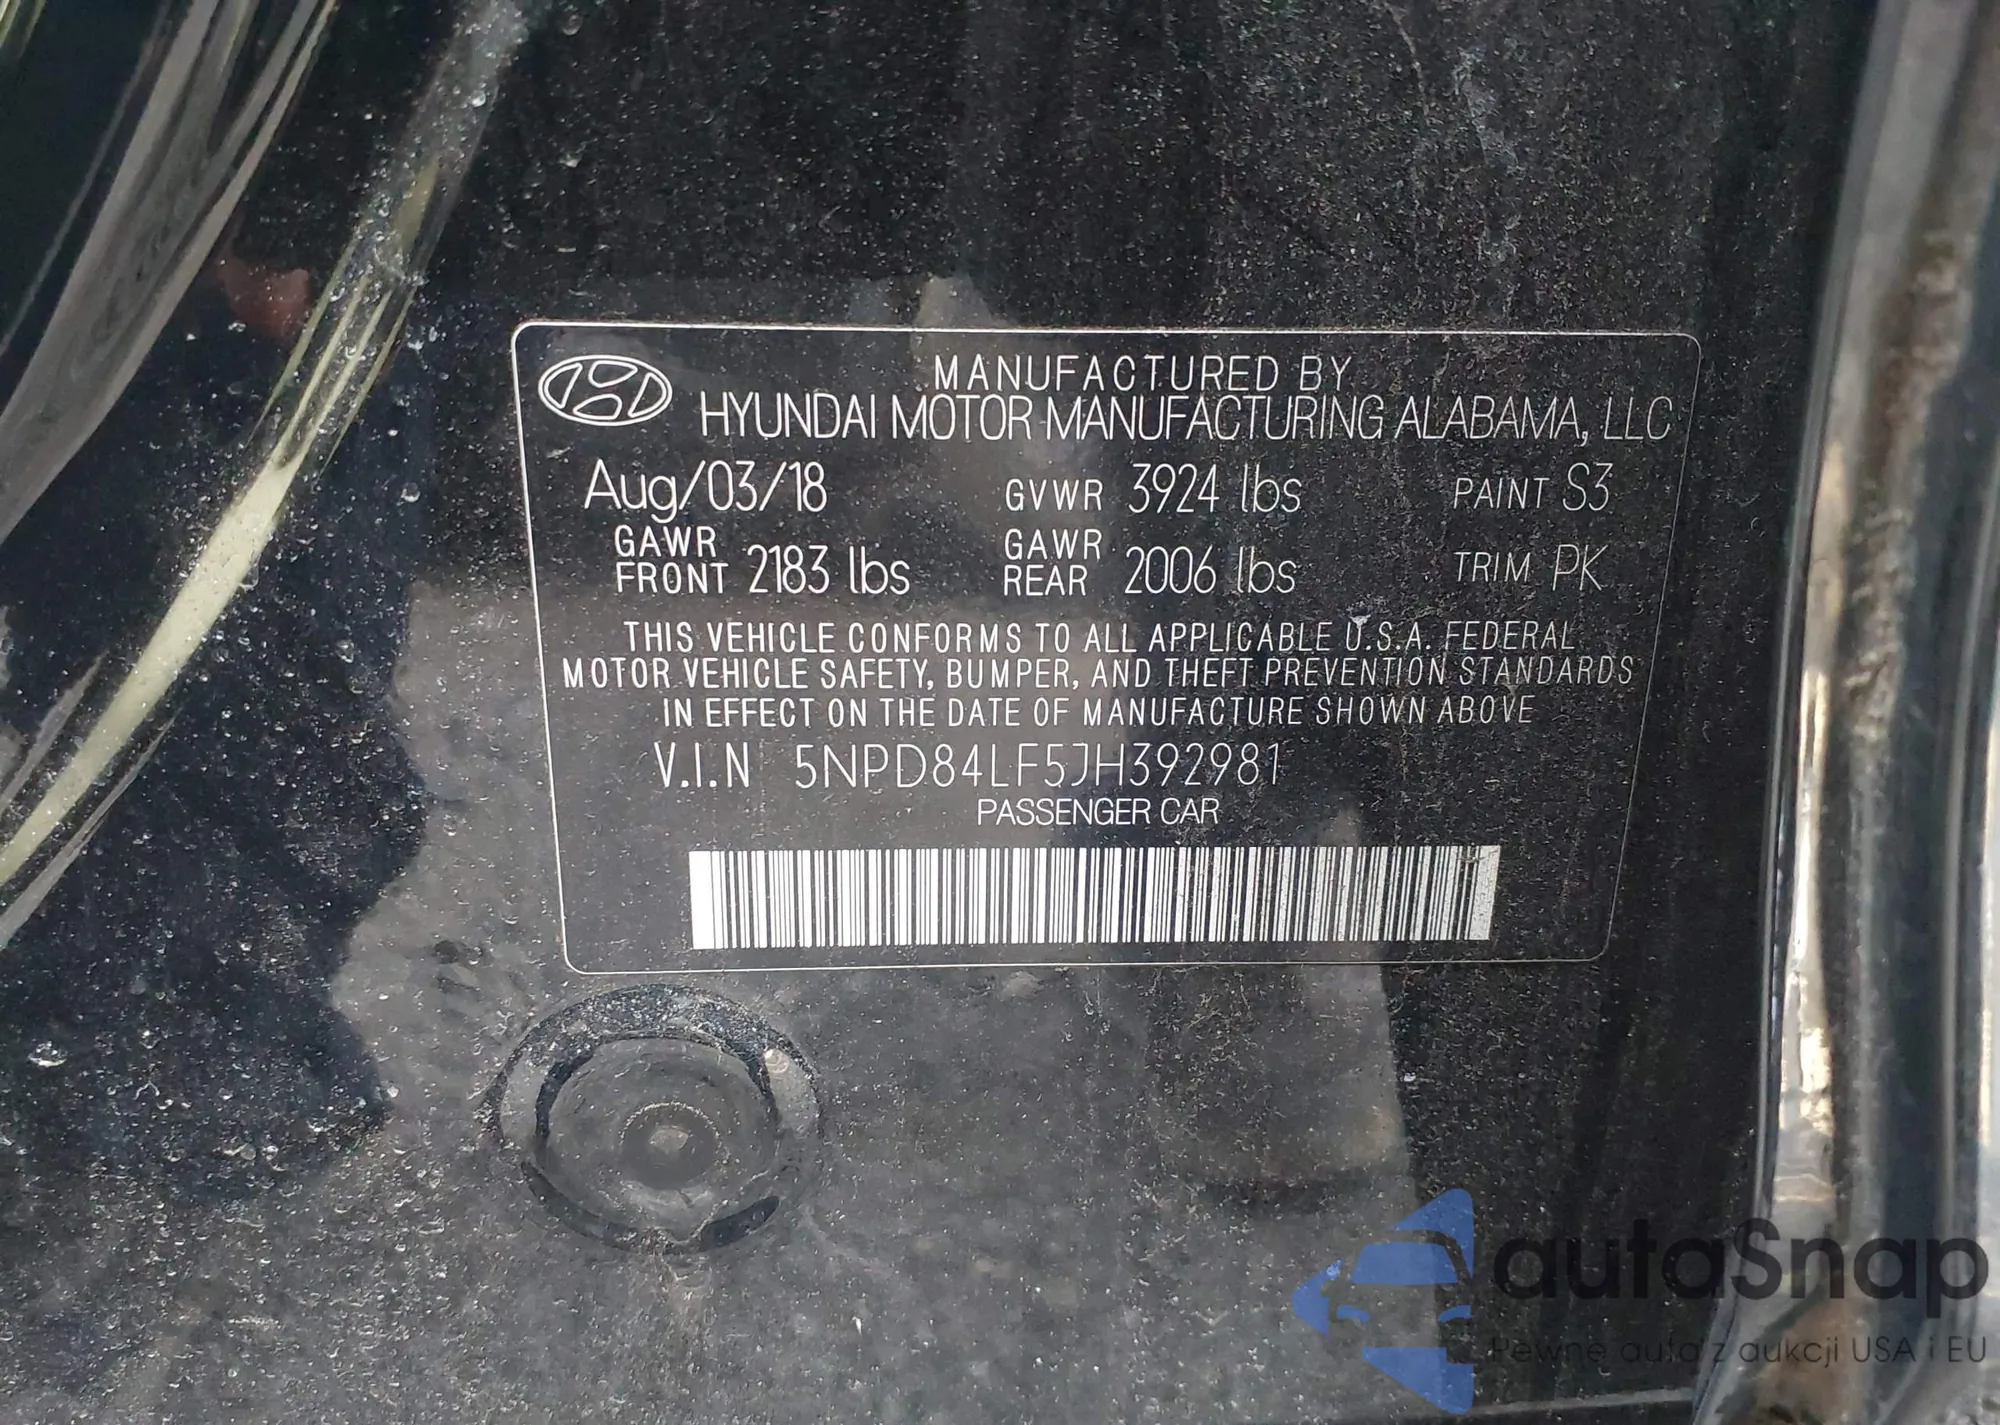 MANUFACTURED BY
HYUNDAI MOTOR MANUFACTURING ALABAMA, LLC
Aug/03/18 GVWR 3924 lbs PAINT S3
GAWR FRONT 2183 lbs GAWR REAR 2006 lbs TRIM PK
THIS VEHICLE CONFORMS TO ALL APPLICABLE U.S.A. FEDERAL
MOTOR VEHICLE SAFETY, BUMPER, AND THEFT PREVENTION STANDARDS
IN EFFECT ON THE DATE OF MANUFACTURE SHOWN ABOVE
V.I.N 5NPD84LF5JH392981
PASSENGER CAR
autoSnap
Pewne auta z aukcji USA i EU